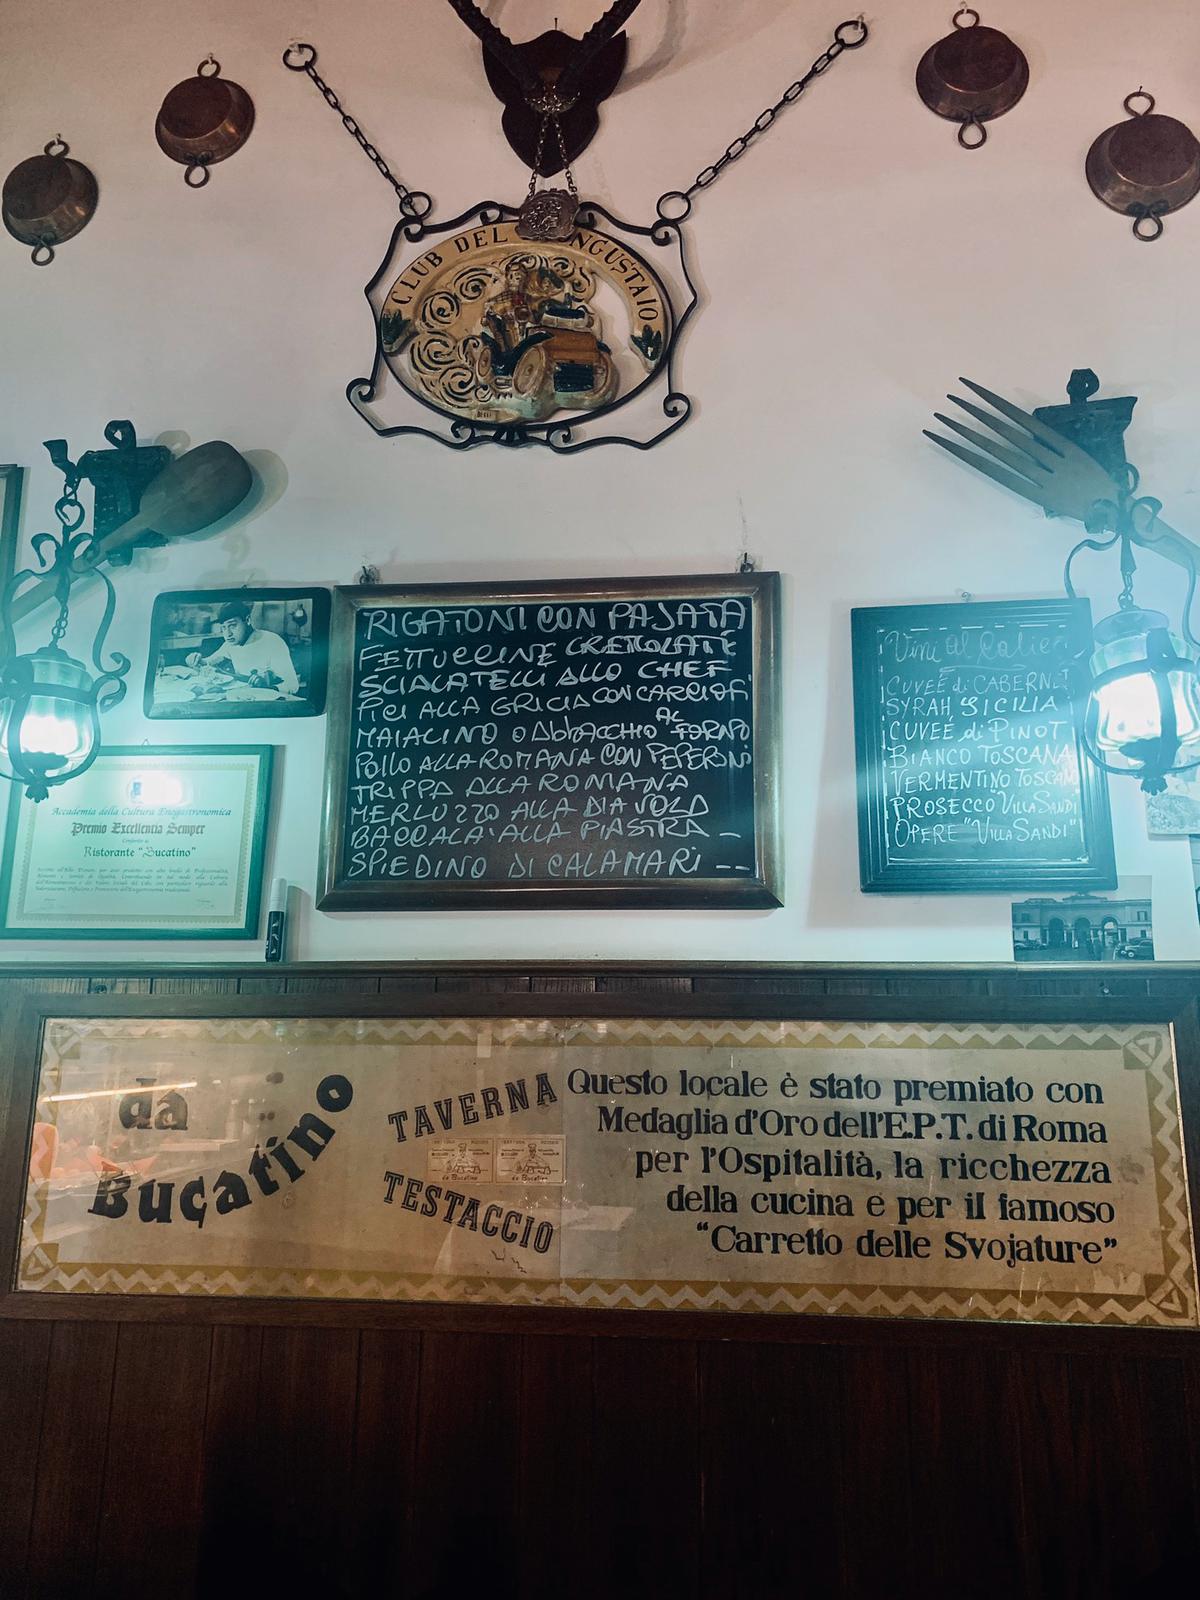 CLUB DEL
RIGATONI CON PAJATA
FETTUCCINE CREMOLATE
SCIALATELLI ALLO CHEF
Pici ALLA GRICIA CON CARCIOFI
MAIALINO O Abbacchio AL FORNO
Pollo ALLA ROMANA CON PEPERONI
TRIPPA ALLA ROMANA
MERLUZZO ALLA DIAVOLA
BACCALA' ALLA PIASTRA -
SPIEDINO DI CALAMARI --
Vini Al Calice
CUVEÉ di CABERNET
SYRAH SICILIA
CUVEÉ di PINOT
BIANCO TOSCANA
VERMENTINO TOSCANO
PROSECCO "VILLA SANDI"
OPERE "VILLA SANDI"
Accademia della Cultura Enogastronomica
Premio Excellentia Semper
Ristorante "Bucatino"
da
Bucatino
TAVERNA
TESTACCIO
Questo locale è stato premiato con
Medaglia d'Oro dell'E.P.T. di Roma
per l'Ospitalità, la ricchezza
della cucina e per il famoso
"Carretto delle Svojature"